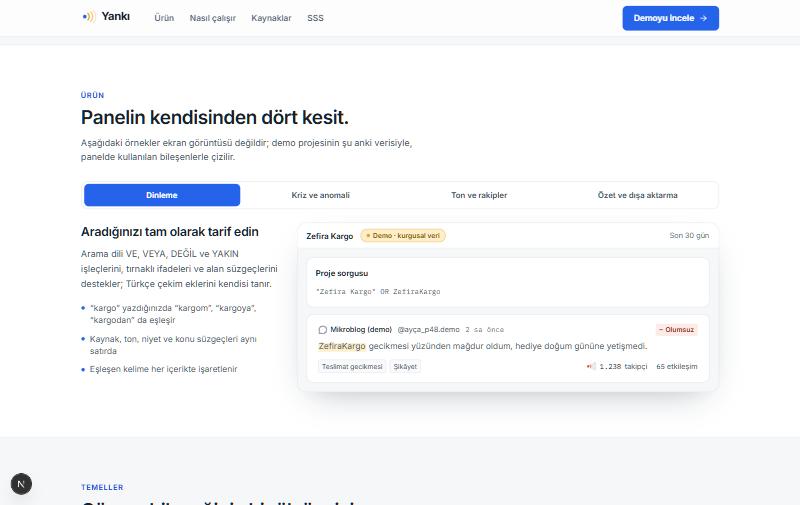 Yankı
Ürün Nasıl çalışır Kaynaklar SSS
Demoyu İncele →
ÜRÜN
Panelin kendisinden dört kesit.
Aşağıdaki örnekler ekran görüntüsü değildir; demo projesinin şu anki verisiyle,
panelde kullanılan bileşenlerle çizilir.
Dinleme Kriz ve anomali Ton ve rakipler Özet ve dışa aktarma
Aradığınızı tam olarak tarif edin
Arama dili VE, VEYA, DEĞİL ve YAKIN
işleçlerini, tırnaklı ifadeleri ve alan süzgeçlerini
destekler; Türkçe çekim eklerini kendisi tanır.
“kargo” yazdığınızda “kargom”, “kargoya”,
“kargodan” da eşleşir
Kaynak, ton, niyet ve konu süzgeçleri aynı
satırda
Eşleşen kelime her içerikte işaretlenir
Zefira Kargo Demo · kurgusal veri Son 30 gün
Proje sorgusu
"Zefira Kargo" OR ZefiraKargo
Mikroblog (demo) @ayça_p48.demo 2 sa önce − Olumsuz
ZefiraKargo gecikmesi yüzünden mağdur oldum, hediye doğum gününe yetişmedi.
Teslimat gecikmesi Şikâyet 1.238 takipçi 65 etkileşim
TEMELLER
N